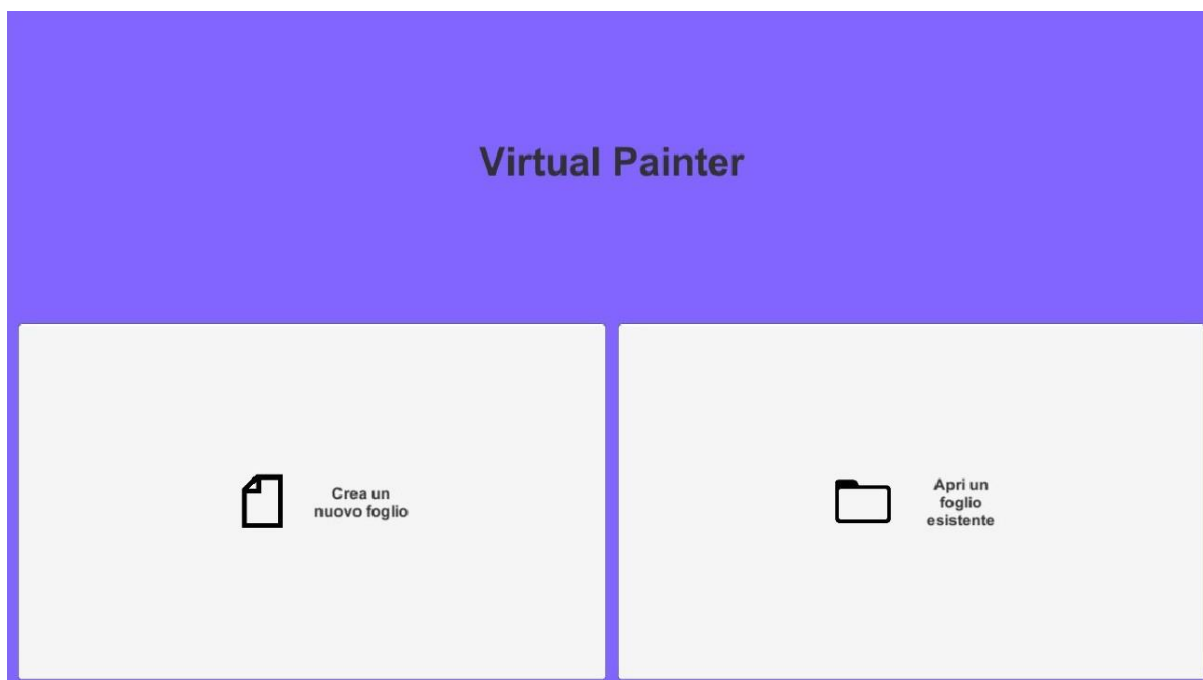 Virtual Painter
Crea un
nuovo foglio
Apri un
foglio
esistente